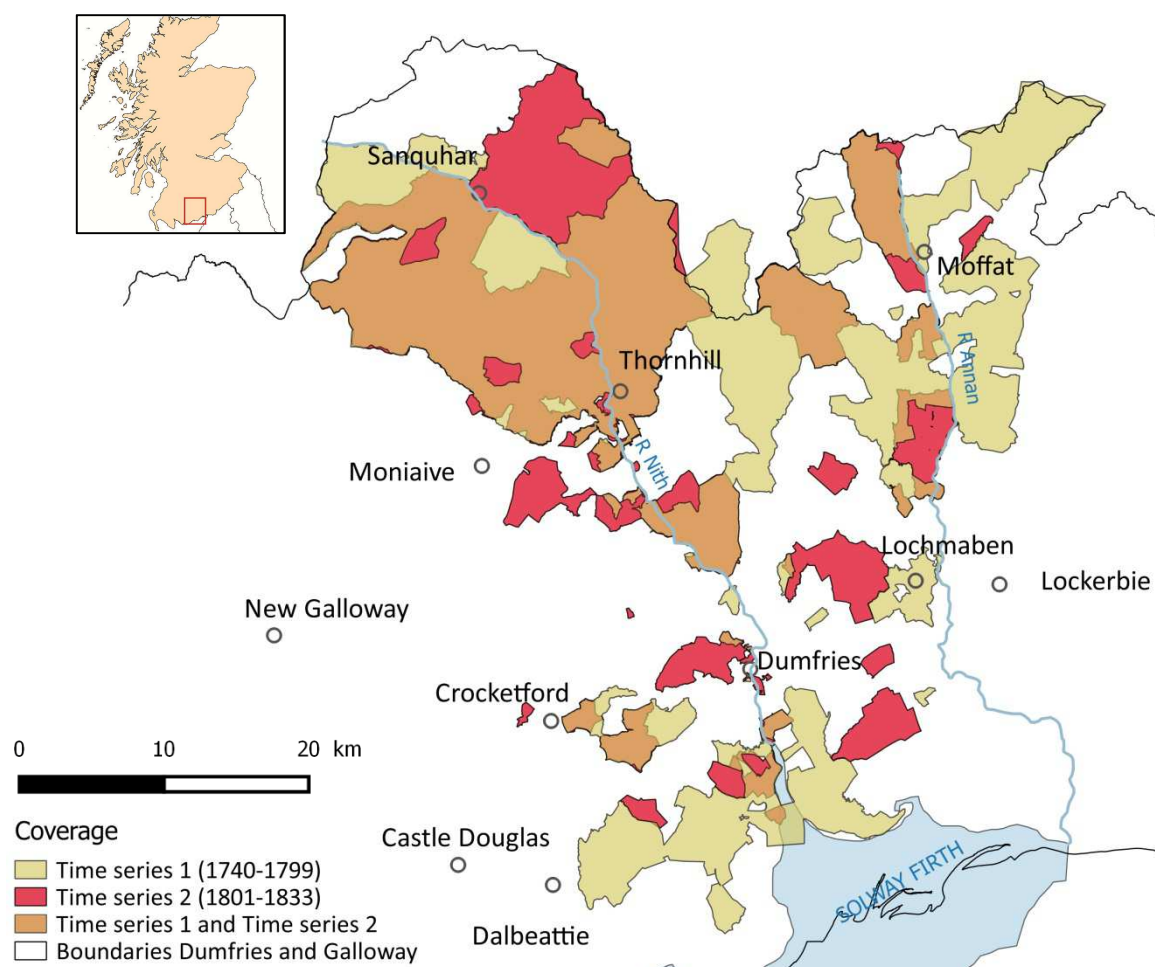 Sanquhar
Moffat
Thornhill
R Annan
Moniaive
R Nith
Lochmaben
Lockerbie
New Galloway
Dumfries
Crocketford
0 10 20 km
Castle Douglas
Dalbeattie
SOLWAY FIRTH
Coverage
Time series 1 (1740-1799)
Time series 2 (1801-1833)
Time series 1 and Time series 2
Boundaries Dumfries and Galloway